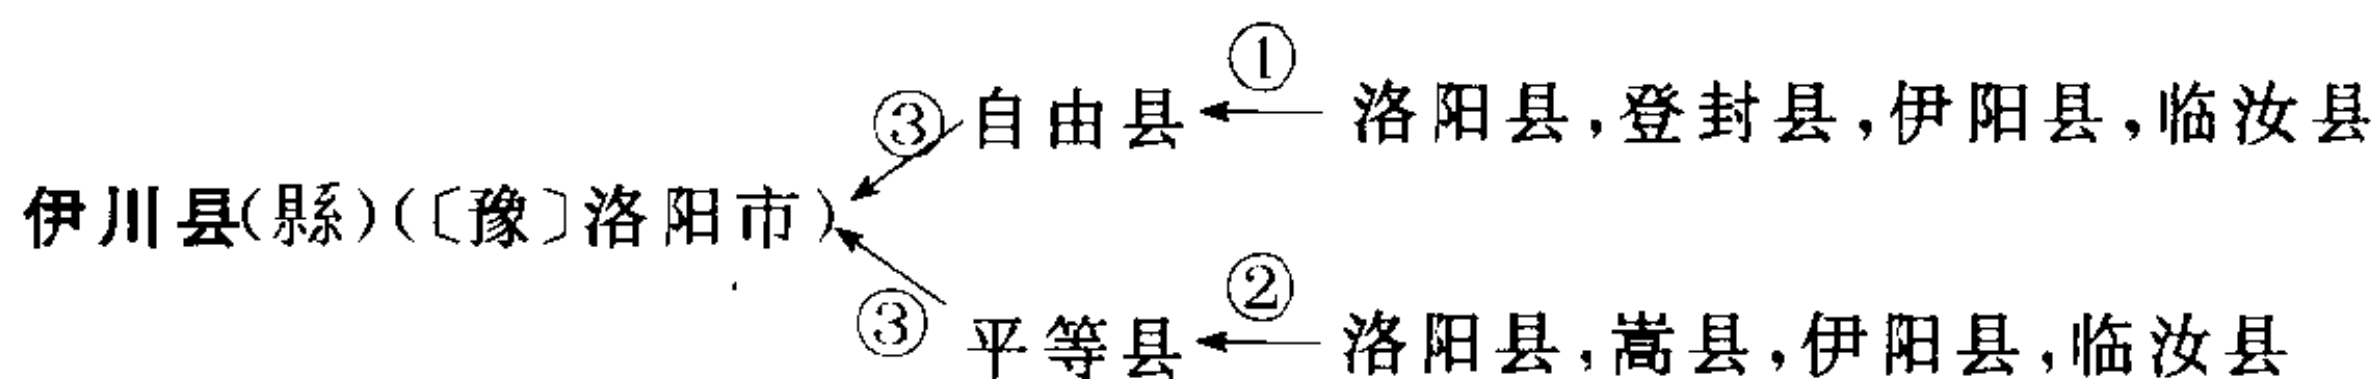 ③自由县←①洛阳县,登封县,伊阳县,临汝县
伊川县(縣)(〔豫〕洛阳市)
③平等县←②洛阳县,嵩县,伊阳县,临汝县